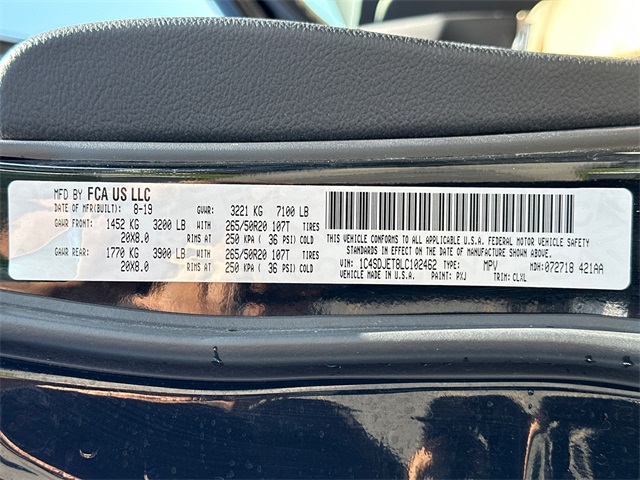 MFD BY FCA US LLC
DATE OF MFR(BUILT): 8-19 GVWR: 3221 KG 7100 LB
GAWR FRONT: 1452 KG 3200 LB WITH 265/50R20 107T TIRES
20X8.0 RIMS AT 250 KPA ( 36 PSI) COLD
GAWR REAR: 1770 KG 3900 LB WITH 265/50R20 107T TIRES
20X8.0 RIMS AT 250 KPA ( 36 PSI) COLD
THIS VEHICLE CONFORMS TO ALL APPLICABLE U.S.A. FEDERAL MOTOR VEHICLE
SAFETY STANDARDS IN EFFECT ON THE DATE OF MANUFACTURE SHOWN ABOVE.
VIN: 1C4SDJET8LC102462 TYPE: MPV MDH: 072718 421AA
VEHICLE MADE IN U.S.A. PAINT: PXJ TRIM: CLXL